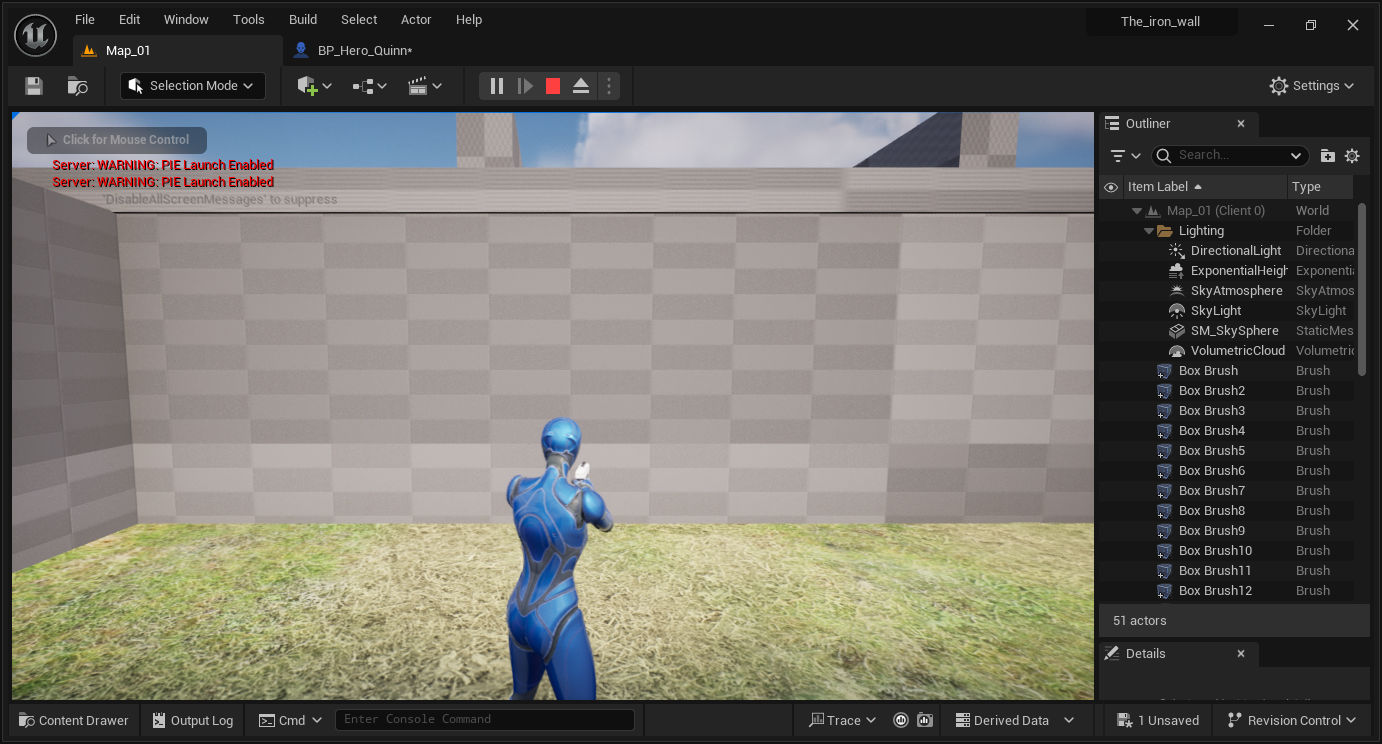 File Edit Window Tools Build Select Actor Help
The_iron_wall
Map_01
BP_Hero_Quinn*
Selection Mode
Settings
Click for Mouse Control
Server: WARNING: PIE Launch Enabled
Server: WARNING: PIE Launch Enabled
'DisableAllScreenMessages' to suppress
Outliner
Search...
Item Label Type
Map_01 (Client 0) World
Lighting Folder
DirectionalLight Directiona
ExponentialHeigh Exponentia
SkyAtmosphere SkyAtmos
SkyLight SkyLight
SM_SkySphere StaticMes
VolumetricCloud Volumetric
Box Brush Brush
Box Brush2 Brush
Box Brush3 Brush
Box Brush4 Brush
Box Brush5 Brush
Box Brush6 Brush
Box Brush7 Brush
Box Brush8 Brush
Box Brush9 Brush
Box Brush10 Brush
Box Brush11 Brush
Box Brush12 Brush
51 actors
Details
Content Drawer Output Log Cmd Enter Console Command Trace Derived Data 1 Unsaved Revision Control